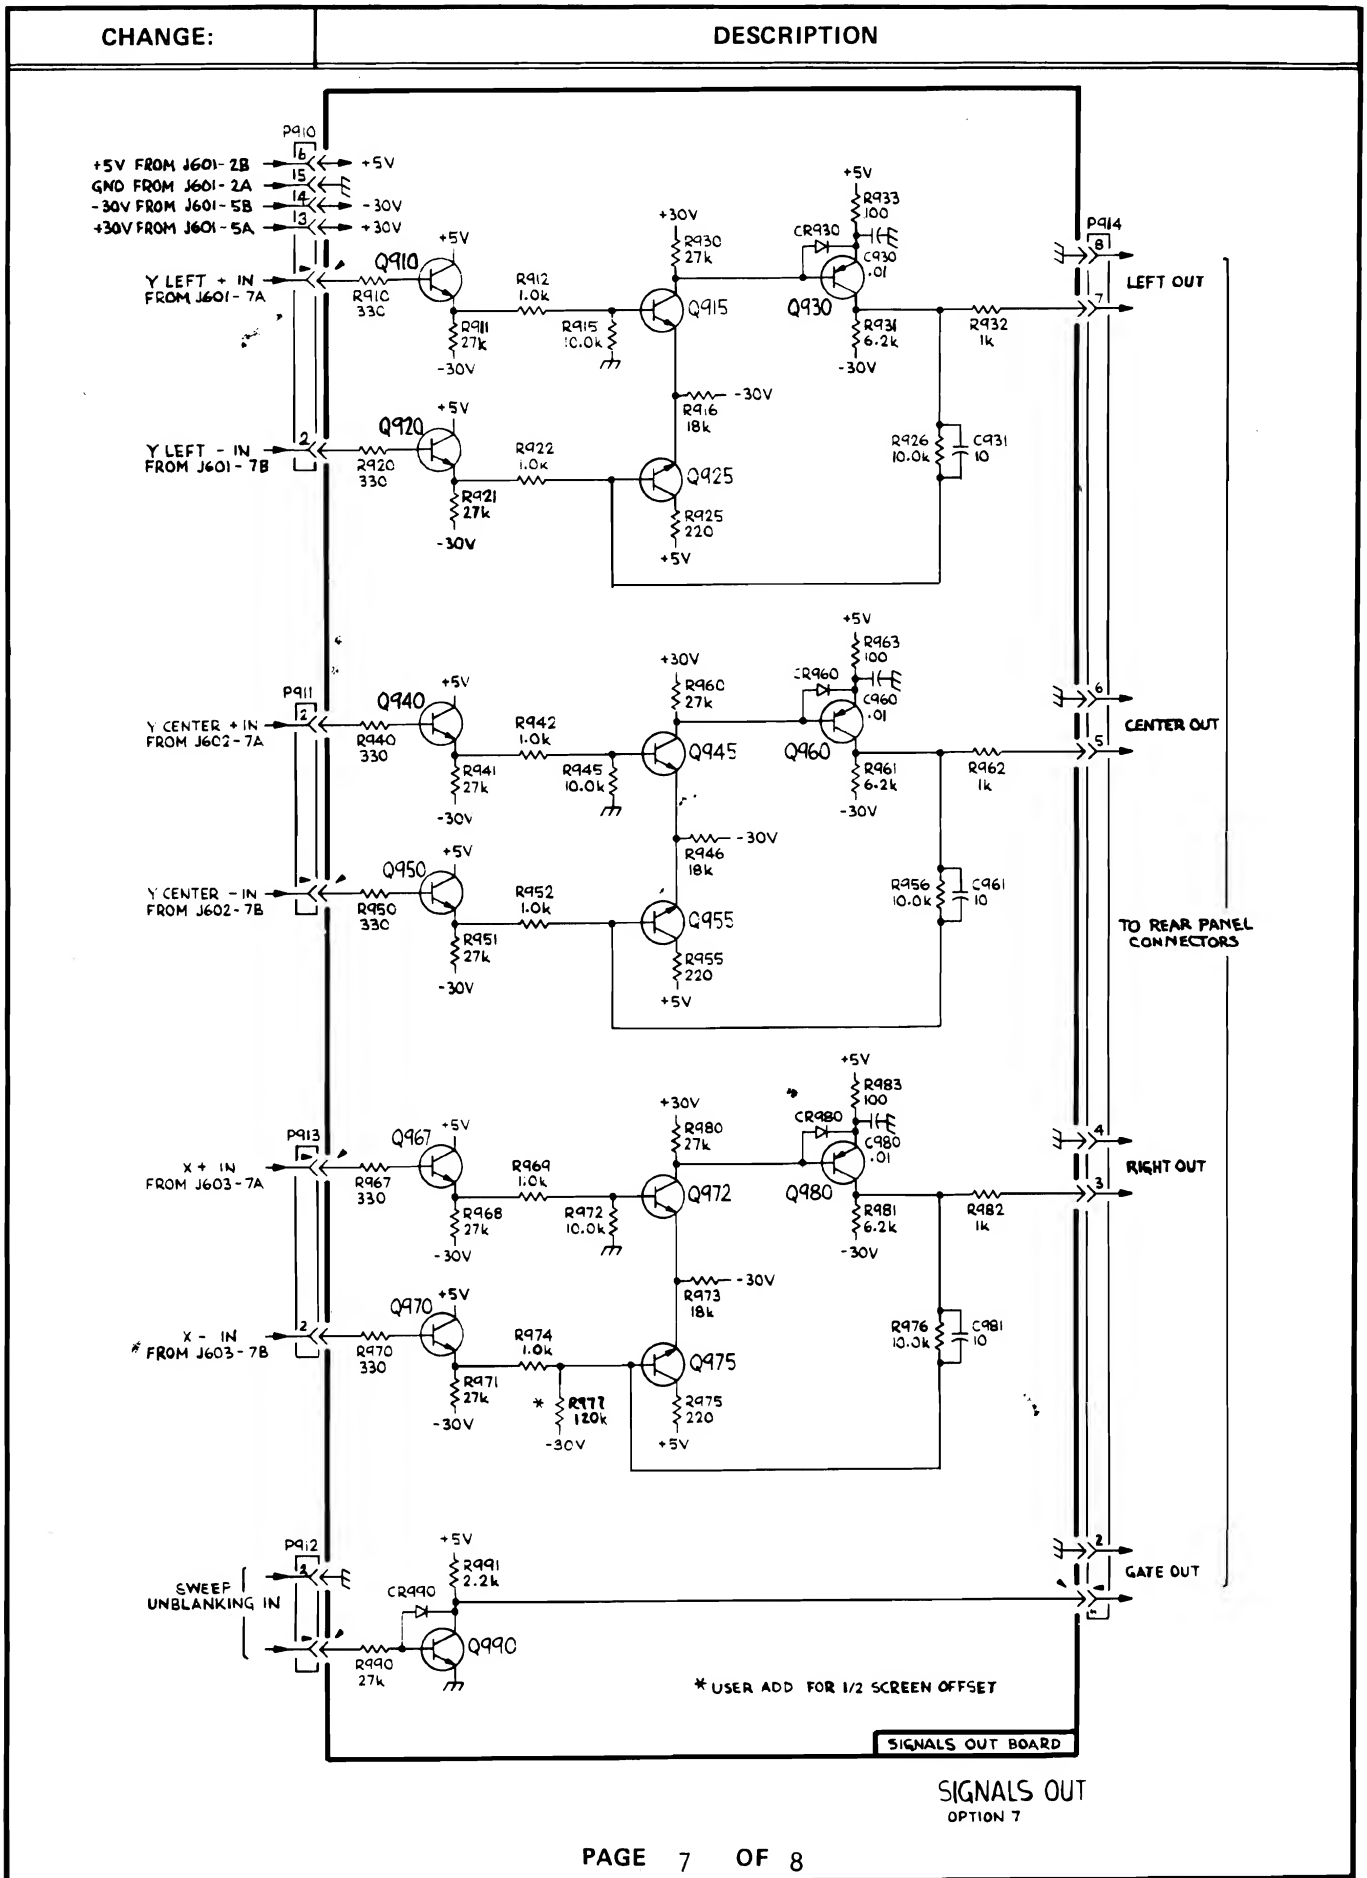 CHANGE:
DESCRIPTION
P910
+5V FROM J601-2B
6
+5V
GND FROM J601-2A
15
-30V FROM J601-5B
14
-30V
+30V FROM J601-5A
13
+30V
Y LEFT + IN
FROM J601-7A
R910
330
Q910
+5V
R911
27k
-30V
R912
1.0k
R915
10.0k
+30V
R930
27k
Q915
CR930
+5V
R933
100
C930
.01
Q930
R931
6.2k
-30V
R932
1k
P914
8
7
LEFT OUT
R916
18k
-30V
Y LEFT - IN
FROM J601-7B
2
R920
330
Q920
+5V
R921
27k
-30V
R922
1.0k
Q925
R925
220
+5V
R926
10.0k
C931
10
P911
Y CENTER + IN
FROM J602-7A
2
R940
330
Q940
+5V
R941
27k
-30V
R942
1.0k
R945
10.0k
+30V
R960
27k
Q945
CR960
+5V
R963
100
C960
.01
Q960
R961
6.2k
-30V
R962
1k
6
5
CENTER OUT
R946
18k
-30V
Y CENTER - IN
FROM J602-7B
R950
330
Q950
+5V
R951
27k
-30V
R952
1.0k
Q955
R955
220
+5V
R956
10.0k
C961
10
TO REAR PANEL
CONNECTORS
P913
X + IN
FROM J603-7A
R967
330
Q967
+5V
R968
27k
-30V
R969
1.0k
R972
10.0k
+30V
R980
27k
Q972
CR980
+5V
R983
100
C980
.01
Q980
R981
6.2k
-30V
R982
1k
4
3
RIGHT OUT
R973
18k
-30V
X - IN
* FROM J603-7B
2
R970
330
Q970
+5V
R971
27k
-30V
R974
1.0k
*
R977
120k
-30V
Q975
R975
220
+5V
R976
10.0k
C981
10
P912
2
SWEEP
UNBLANKING IN
R990
27k
CR990
+5V
R991
2.2k
Q990
2
GATE OUT
* USER ADD FOR 1/2 SCREEN OFFSET
SIGNALS OUT BOARD
SIGNALS OUT
OPTION 7
PAGE 7 OF 8